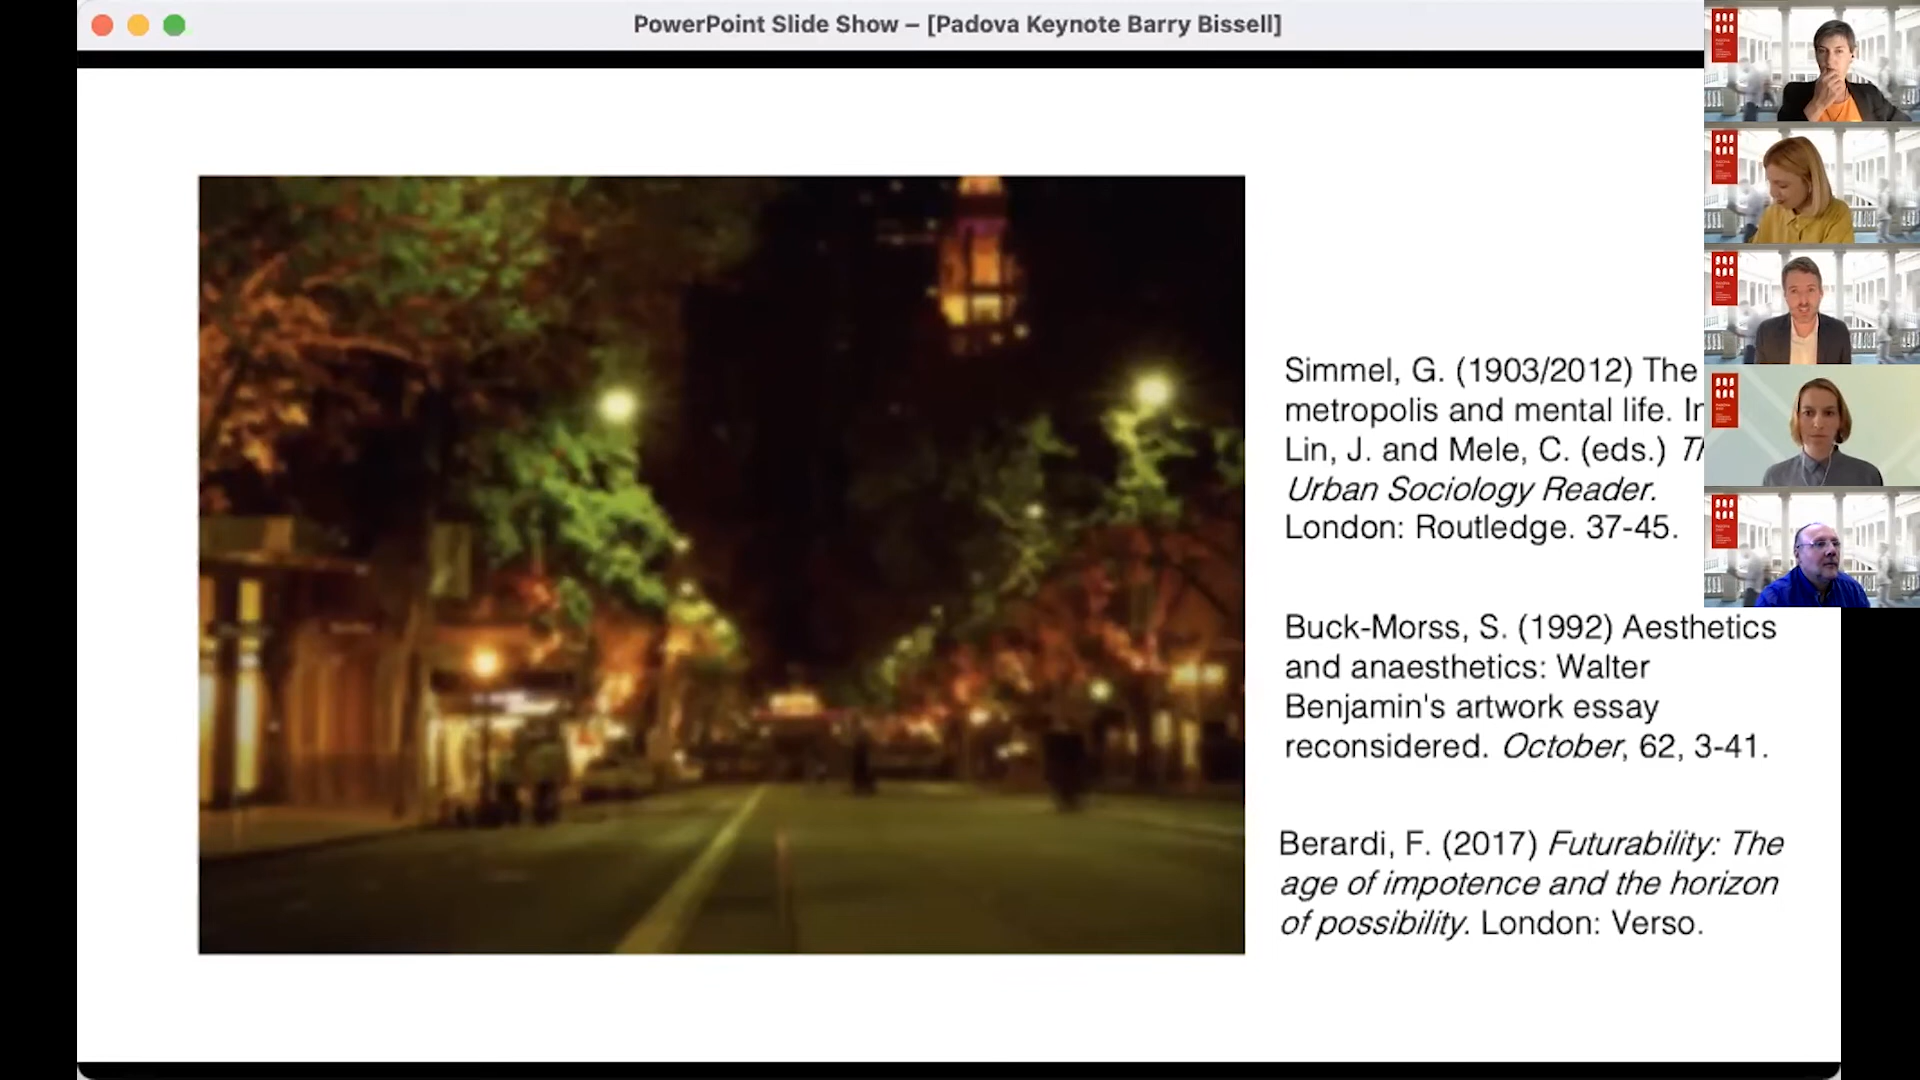 PowerPoint Slide Show – [Padova Keynote Barry Bissell]
Simmel, G. (1903/2012) The
metropolis and mental life. In
Lin, J. and Mele, C. (eds.)
Urban Sociology Reader.
London: Routledge. 37-45.
Buck-Morss, S. (1992) Aesthetics
and anaesthetics: Walter
Benjamin's artwork essay
reconsidered. October, 62, 3-41.
Berardi, F. (2017) Futurability: The
age of impotence and the horizon
of possibility. London: Verso.